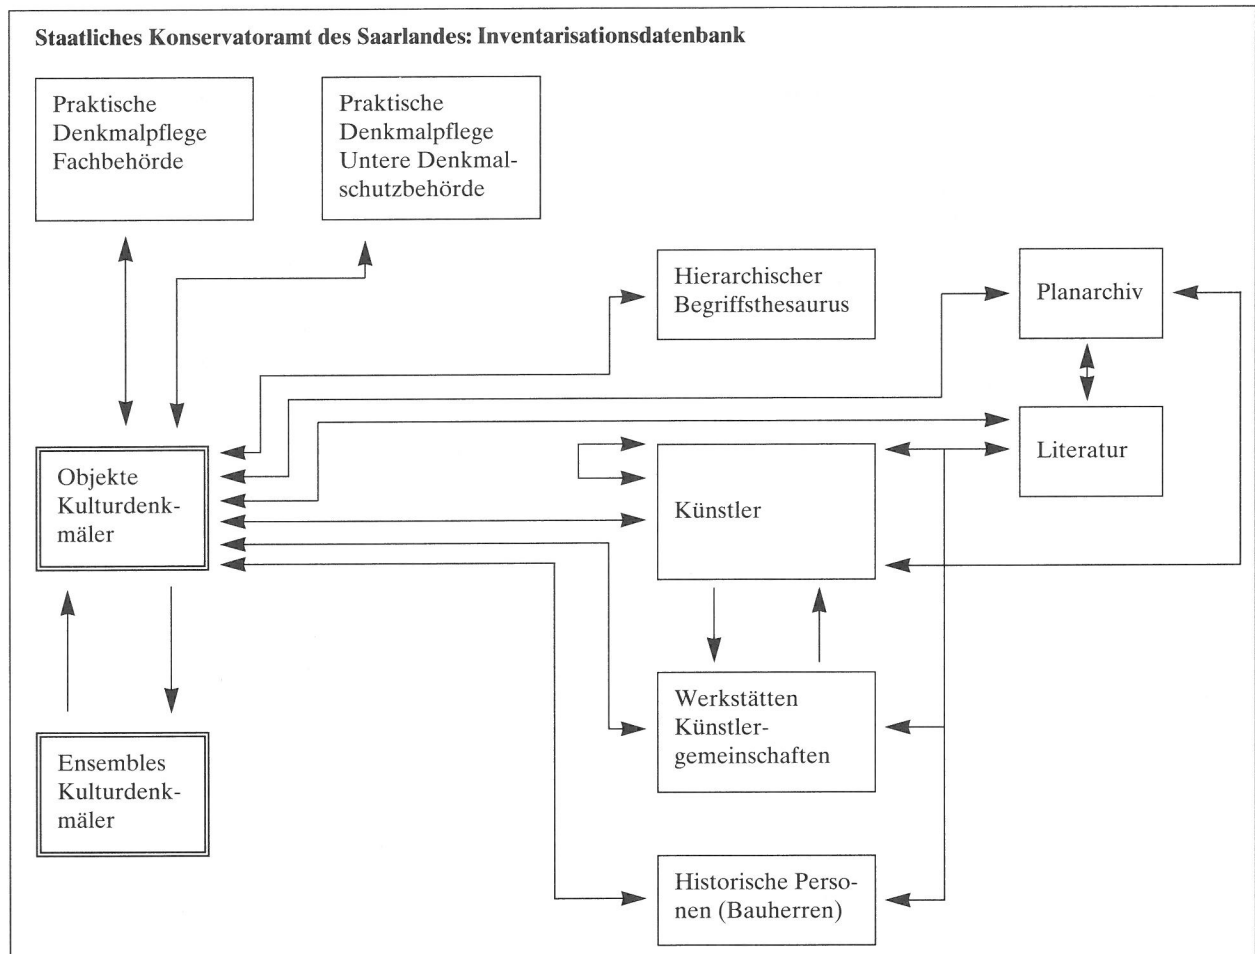 Staatliches Konservatoramt des Saarlandes: Inventarisationsdatenbank
Praktische
Denkmalpflege
Fachbehörde
Praktische
Denkmalpflege
Untere Denkmal-
schutzbehörde
Hierarchischer
Begriffsthesaurus
Planarchiv
Objekte
Kulturdenk-
mäler
Künstler
Literatur
Werkstätten
Künstler-
gemeinschaften
Ensembles
Kulturdenk-
mäler
Historische Perso-
nen (Bauherren)